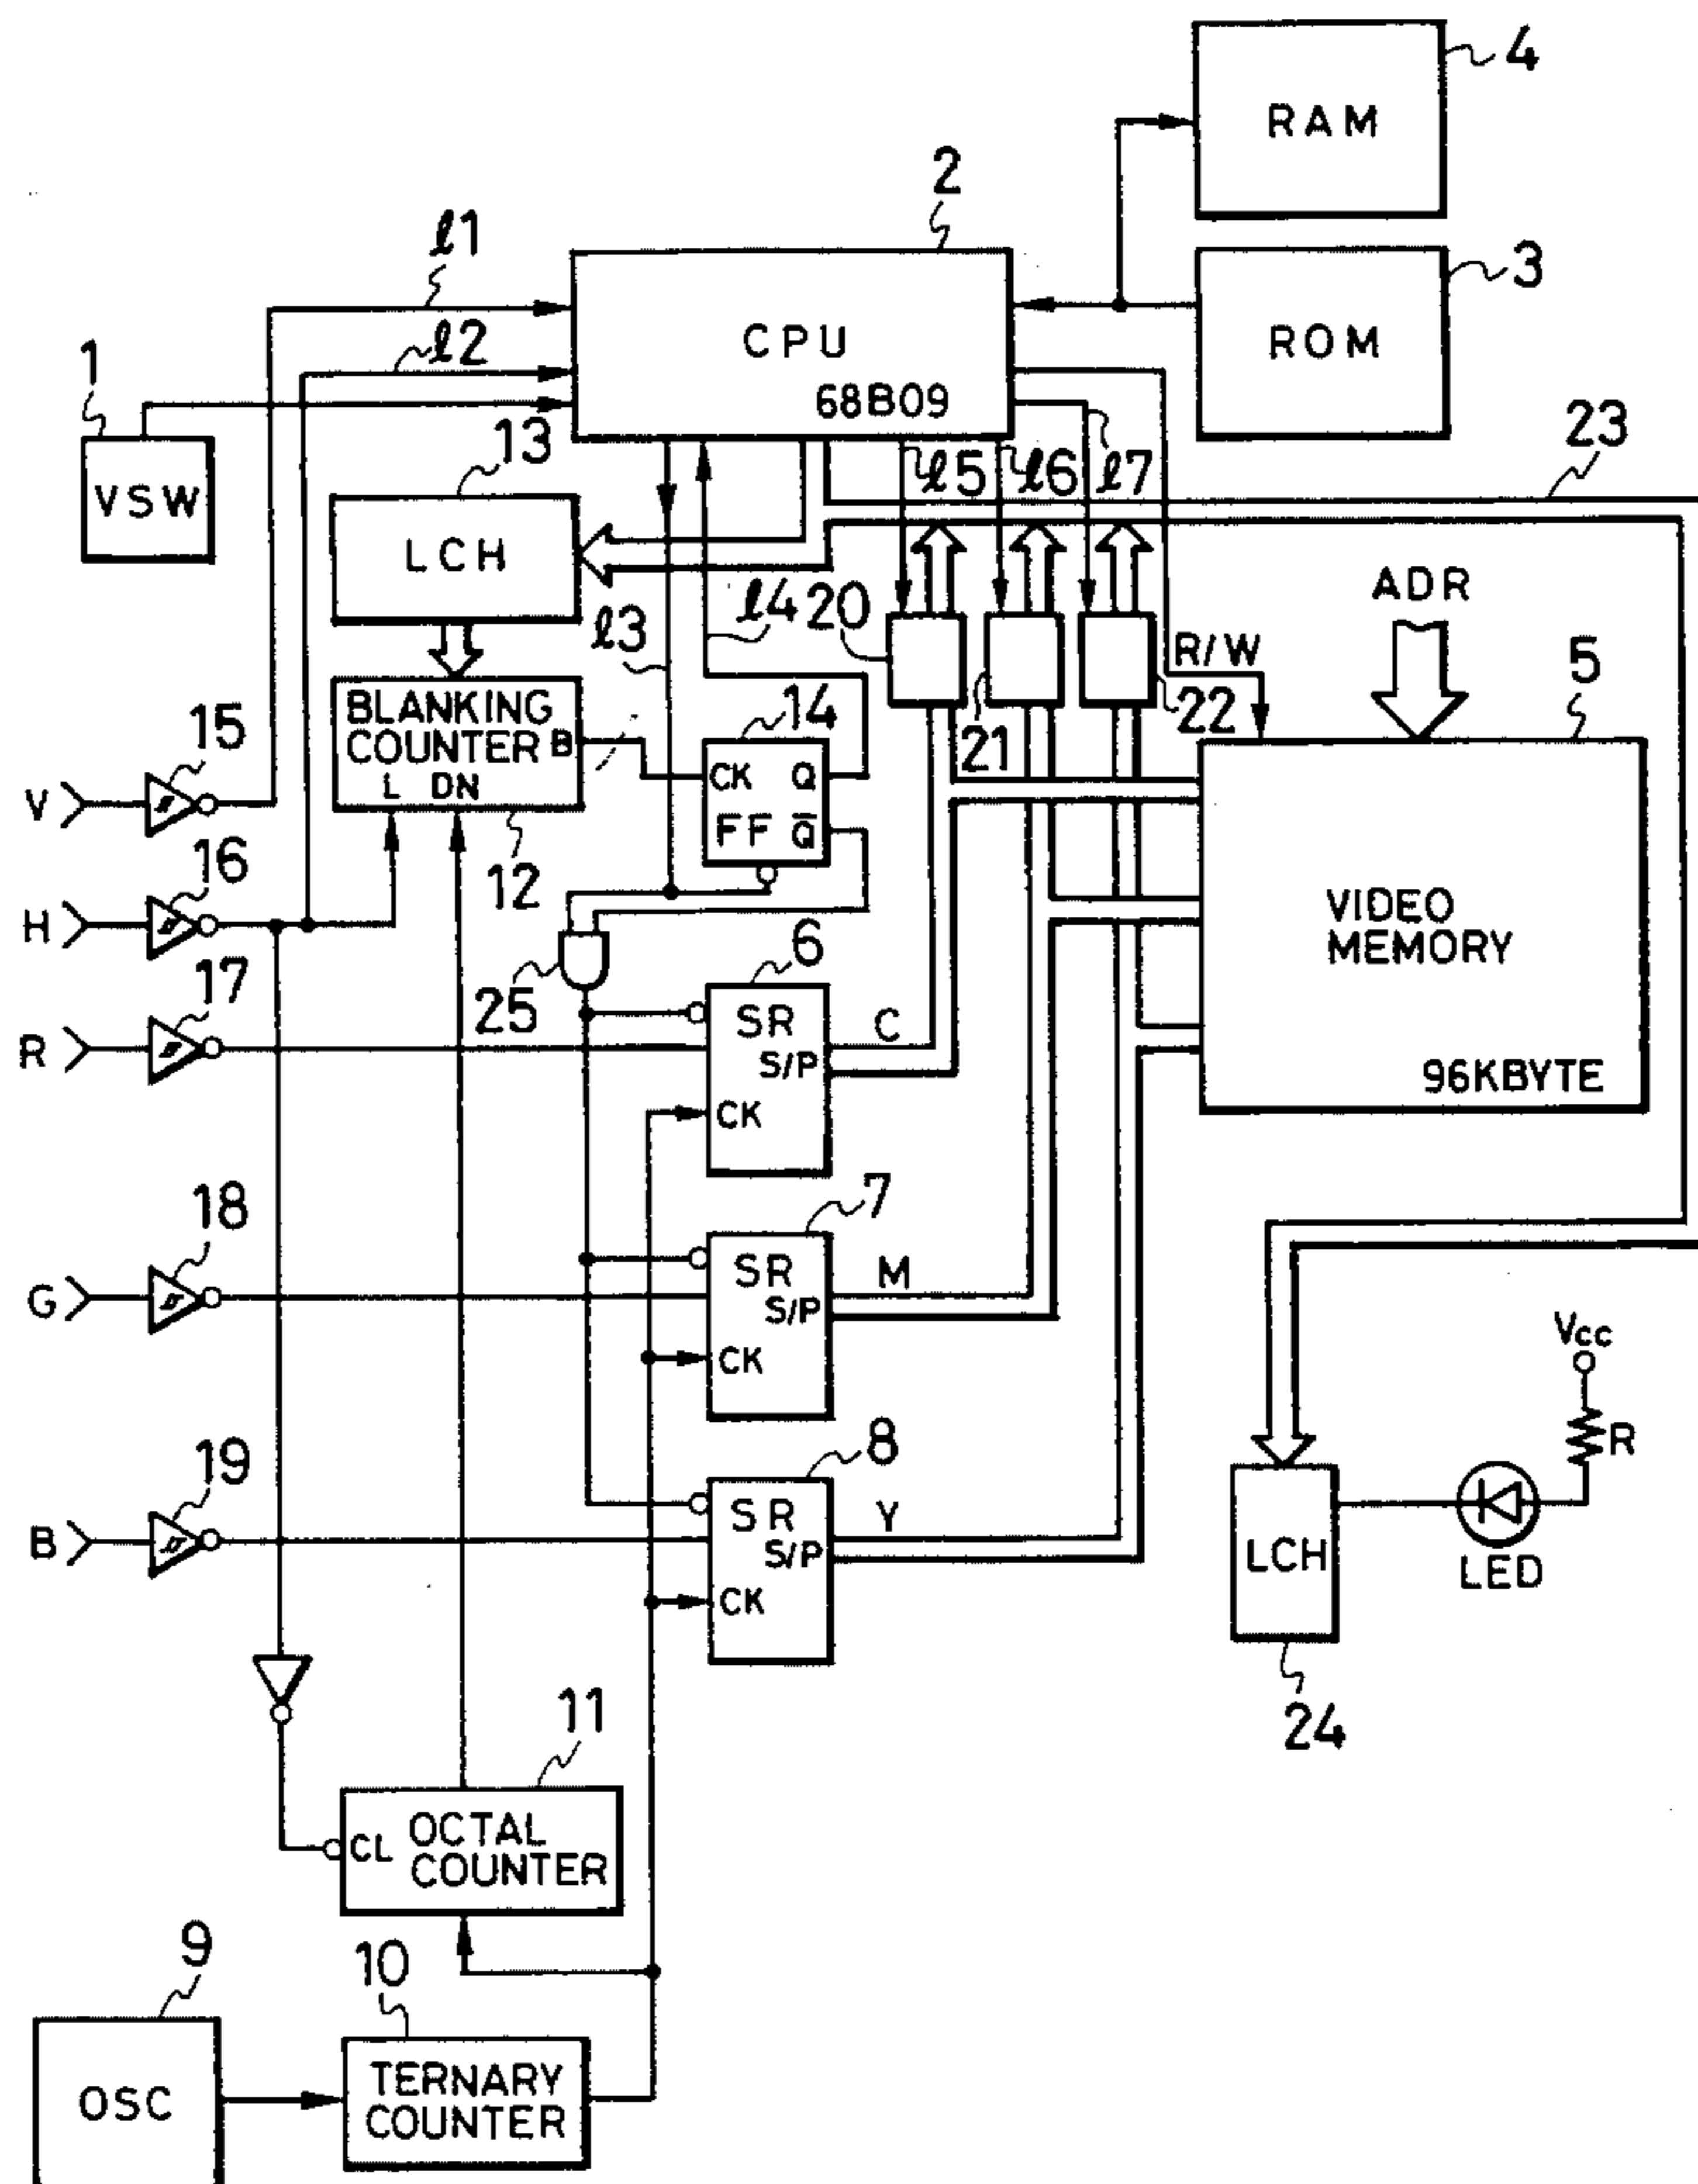 RAM
4
2
ROM
3
ℓ1
CPU
68B09
ℓ2
1
VSW
13
LCH
23
ℓ5
ℓ6
ℓ7
ADR
ℓ3
ℓ4
20
R/W
5
BLANKING
COUNTER B
L DN
14
21
22
CK Q
FF Q̅
V
15
12
H
16
25
6
VIDEO
MEMORY
96KBYTE
R
17
SR
S/P
CK
C
G
18
7
SR
S/P
CK
M
Vcc
R
B
19
8
SR
S/P
CK
Y
LCH
LED
24
11
CL OCTAL
COUNTER
9
OSC
10
TERNARY
COUNTER